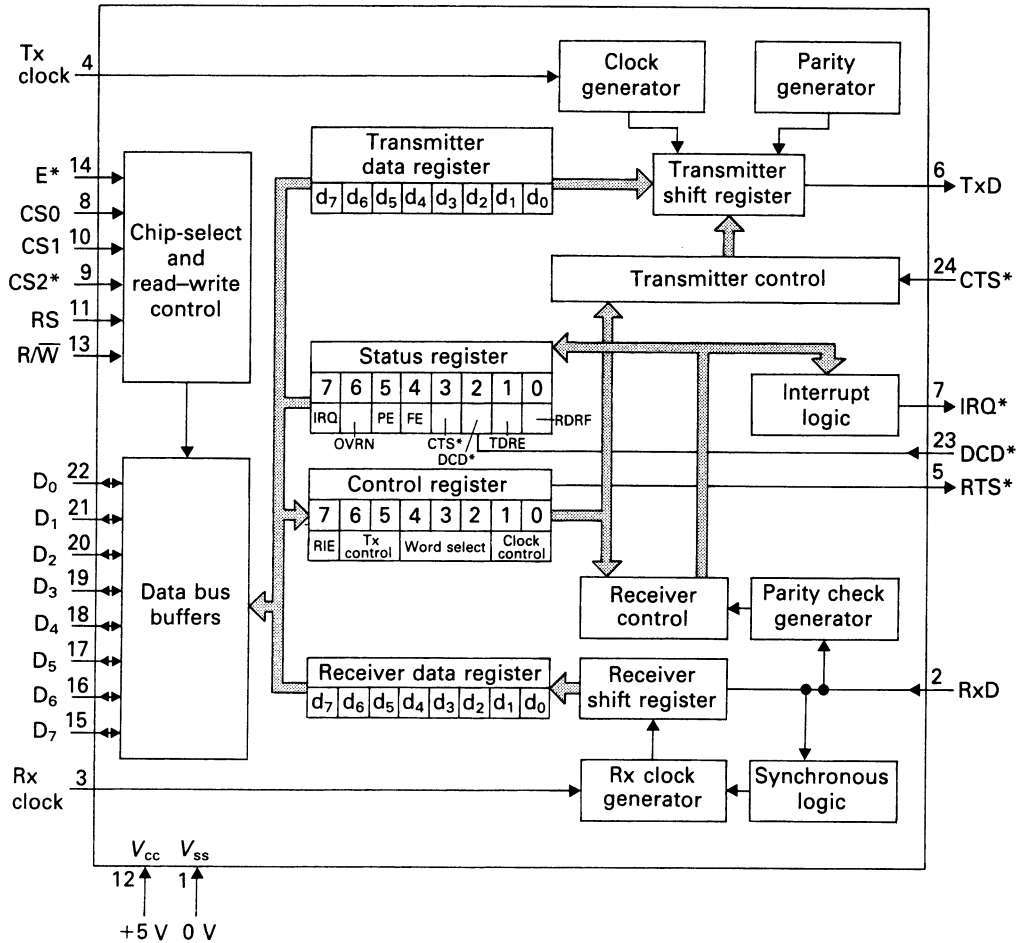 Tx
clock
4
Clock
generator
Parity
generator
Transmitter
data register
d7 d6 d5 d4 d3 d2 d1 d0
Transmitter
shift register
6
TxD
E* 14
CS0 8
CS1 10
CS2* 9
RS 11
R/W̅ 13
Chip-select
and
read–write
control
Transmitter control
24
CTS*
Status register
7 6 5 4 3 2 1 0
IRQ PE FE RDRF
OVRN CTS* TDRE
DCD*
Interrupt
logic
7
IRQ*
23
DCD*
5
RTS*
Control register
7 6 5 4 3 2 1 0
RIE Tx control Word select Clock control
D0 22
D1 21
D2 20
D3 19
D4 18
D5 17
D6 16
D7 15
Data bus
buffers
Receiver
control
Parity check
generator
Receiver data register
d7 d6 d5 d4 d3 d2 d1 d0
Receiver
shift register
2
RxD
Rx
clock
3
Rx clock
generator
Synchronous
logic
Vcc Vss
12 1
+5 V 0 V